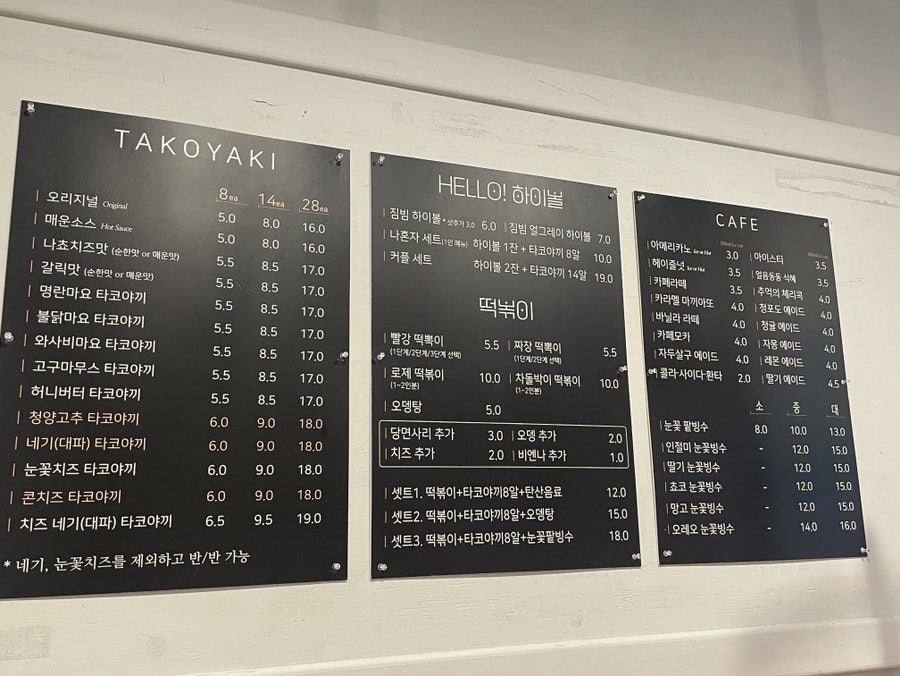 TAKOYAKI
8ea 14ea 28ea
오리지널 Original 5.0 8.0 16.0
매운소스 Hot Sauce 5.0 8.0 16.0
나쵸치즈맛 (순한맛 or 매운맛) 5.5 8.5 17.0
갈릭맛 (순한맛 or 매운맛) 5.5 8.5 17.0
명란마요 타코야끼 5.5 8.5 17.0
불닭마요 타코야끼 5.5 8.5 17.0
와사비마요 타코야끼 5.5 8.5 17.0
고구마무스 타코야끼 5.5 8.5 17.0
허니버터 타코야끼 5.5 8.5 17.0
청양고추 타코야끼 6.0 9.0 18.0
네기(대파) 타코야끼 6.0 9.0 18.0
눈꽃치즈 타코야끼 6.0 9.0 18.0
콘치즈 타코야끼 6.0 9.0 18.0
치즈 네기(대파) 타코야끼 6.5 9.5 19.0
* 네기, 눈꽃치즈를 제외하고 반/반 가능
HELLO! 하이볼
짐빔 하이볼 *샷추가 3.0 6.0 짐빔 얼그레이 하이볼 7.0
나혼자 세트(1인 메뉴) 하이볼 1잔 + 타코야끼 8알 10.0
커플 세트 하이볼 2잔 + 타코야끼 14알 19.0
떡볶이
빨강 떡뽁이 5.5 짜장 떡뽁이 5.5
(1단계/2단계/3단계 선택) (1단계/2단계 선택)
로제 떡볶이 10.0 차돌박이 떡볶이 10.0
(1~2인분) (1~2인분)
오뎅탕 5.0
당면사리 추가 3.0 오뎅 추가 2.0
치즈 추가 2.0 비엔나 추가 1.0
셋트1. 떡볶이+타코야끼8알+탄산음료 12.0
셋트2. 떡볶이+타코야끼8알+오뎅탕 15.0
셋트3. 떡볶이+타코야끼8알+눈꽃팥빙수 18.0
CAFE
아메리카노 Ice or Hot 3.0 아이스티 3.5
헤이즐넛 Ice or Hot 3.5 얼음동동 식혜 3.5
카페라떼 3.5 추억의 체리콕 4.0
카라멜 마끼아또 4.0 청포도 에이드 4.0
바닐라 라떼 4.0 청귤 에이드 4.0
카페모카 4.0 자몽 에이드 4.0
자두살구 에이드 4.0 레몬 에이드 4.0
콜라·사이다·환타 2.0 딸기 에이드 4.5
소 중 대
눈꽃 팥빙수 8.0 10.0 13.0
인절미 눈꽃빙수 - 12.0 15.0
딸기 눈꽃빙수 - 12.0 15.0
초코 눈꽃빙수 - 12.0 15.0
망고 눈꽃빙수 - 12.0 15.0
오레오 눈꽃빙수 - 14.0 16.0